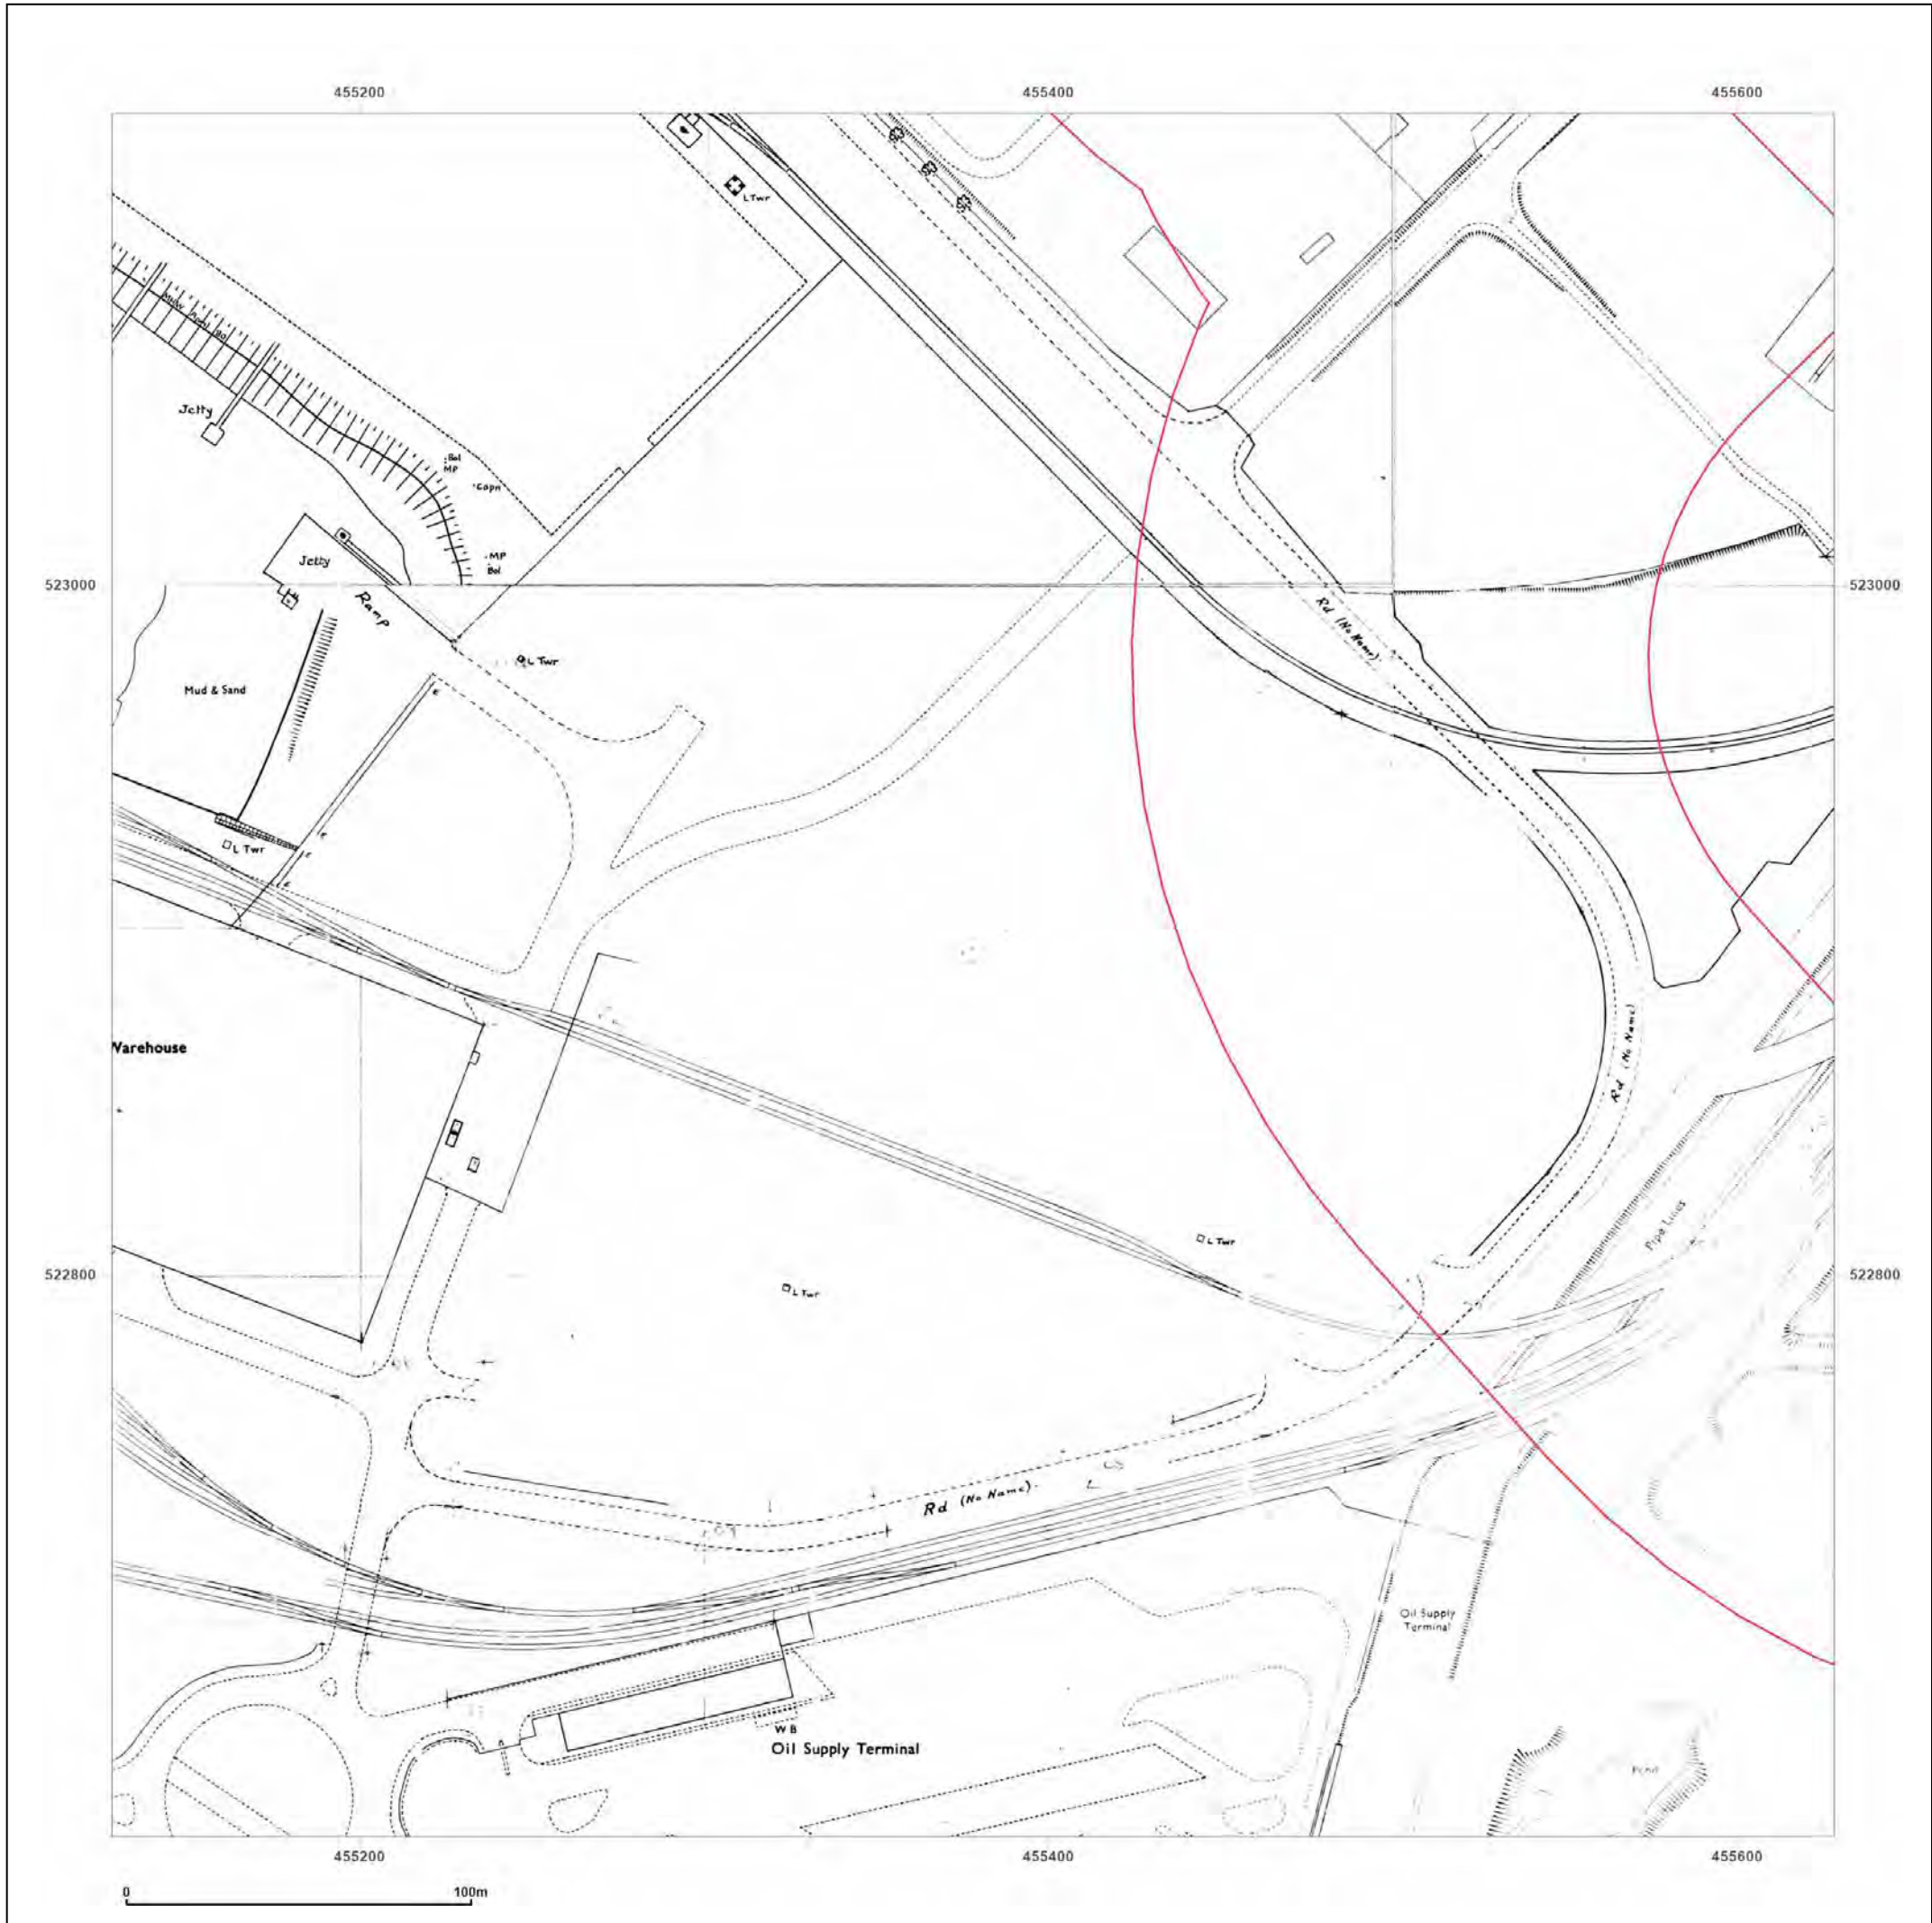 455200
455400
455600
L Twr
Jetty
Bol
MP
Capn
Jetty
MP
Bol
523000
523000
Ramp
Rd (No Name)
L Twr
Mud & Sand
L Twr
Rd (No Name)
Warehouse
Pipe Lines
L Twr
522800
522800
L Twr
Rd (No Name).
Oil Supply
Terminal
W B
Oil Supply Terminal
Pond
455200
455400
455600
0
100m